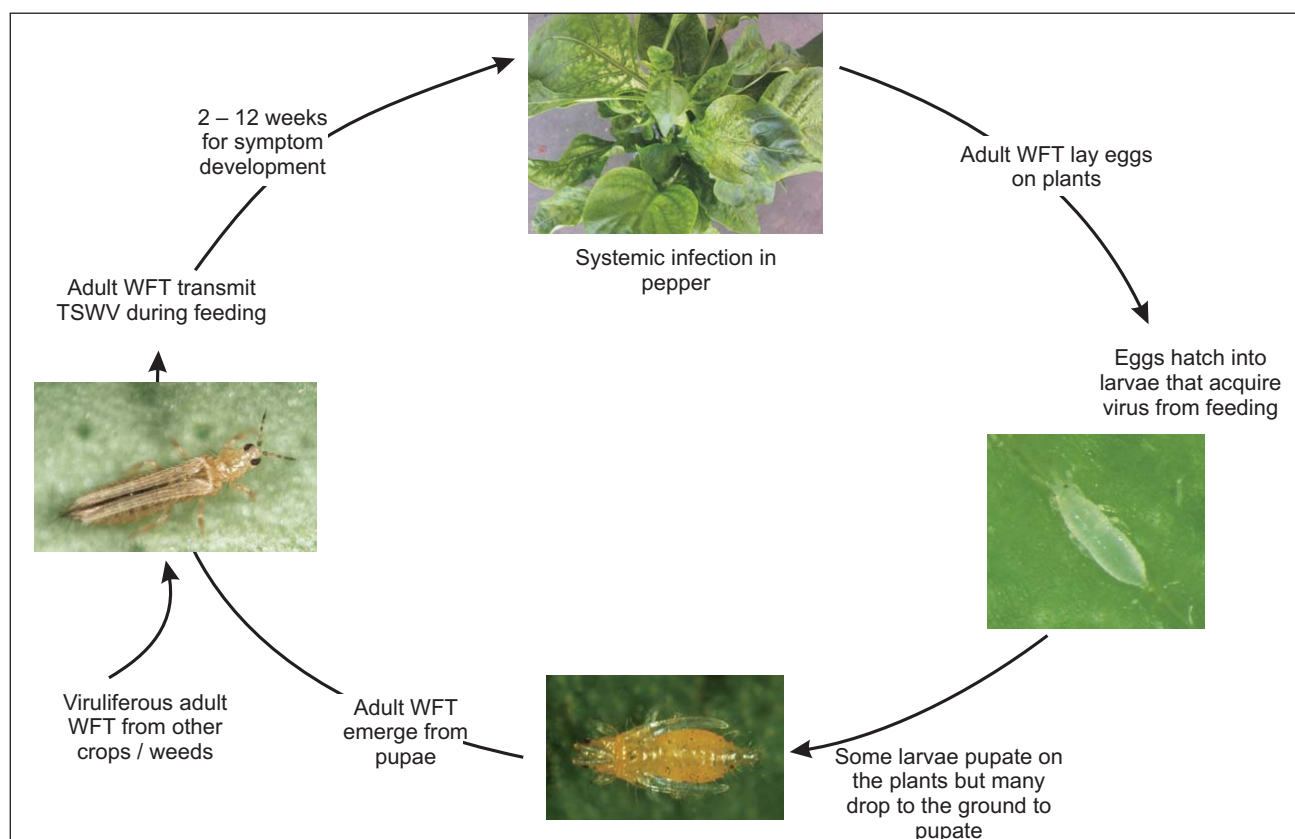 2 – 12 weeks
for symptom
development
Systemic infection in
pepper
Adult WFT lay eggs
on plants
Eggs hatch into
larvae that acquire
virus from feeding
Some larvae pupate on
the plants but many
drop to the ground to
pupate
Adult WFT
emerge from
pupae
Viruliferous adult
WFT from other
crops / weeds
Adult WFT transmit
TSWV during feeding